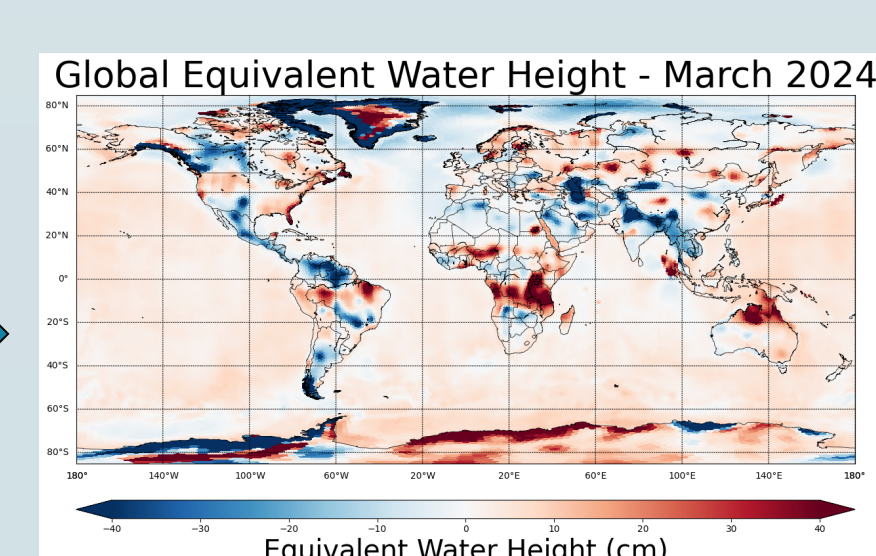 Global Equivalent Water Height - March 2024
80°N
60°N
40°N
20°N
0°
20°S
40°S
60°S
80°S
180° 140°W 100°W 60°W 20°W 20°E 60°E 100°E 140°E 180°
−40 −30 −20 −10 0 10 20 30 40
Equivalent Water Height (cm)